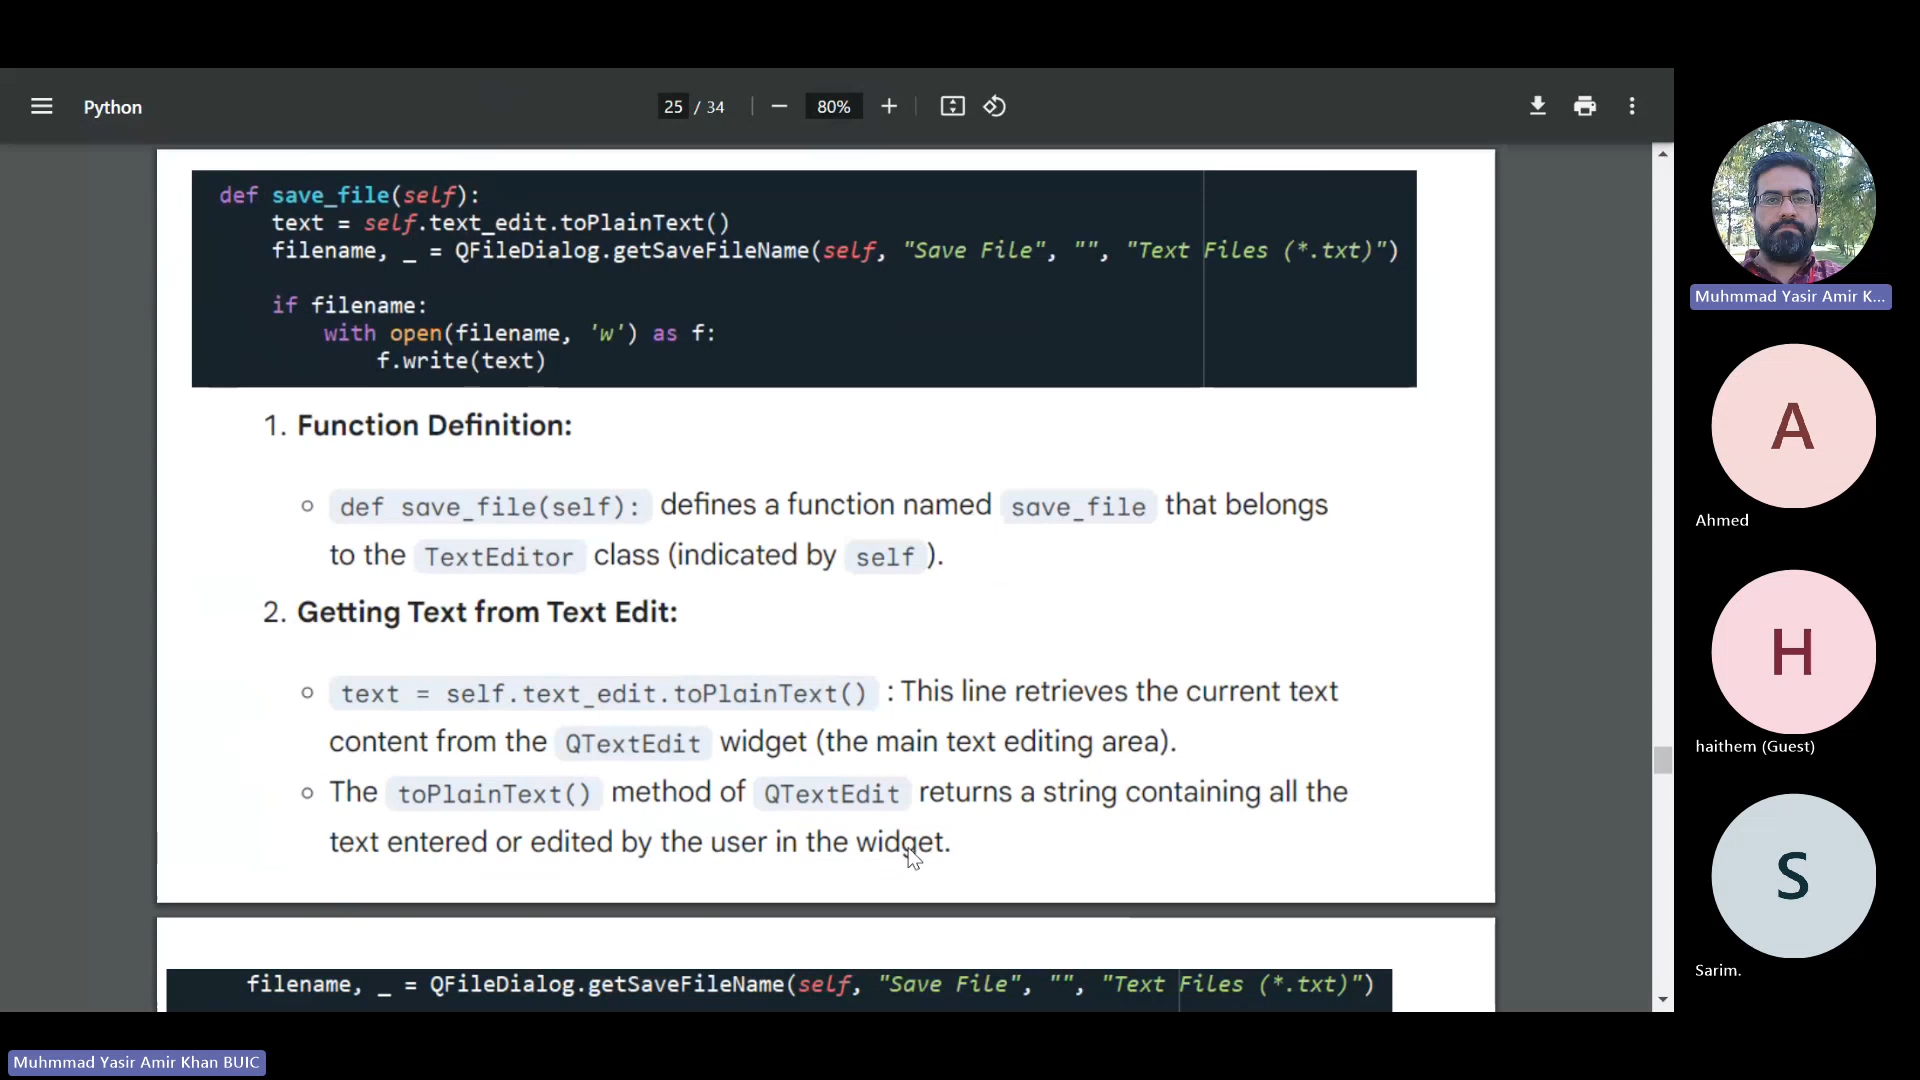 Python
25 / 34
80%
def save_file(self):
text = self.text_edit.toPlainText()
filename, _ = QFileDialog.getSaveFileName(self, "Save File", "", "Text Files (*.txt)")
if filename:
with open(filename, 'w') as f:
f.write(text)
1. Function Definition:
def save_file(self): defines a function named save_file that belongs
to the TextEditor class (indicated by self ).
2. Getting Text from Text Edit:
text = self.text_edit.toPlainText() : This line retrieves the current text
content from the QTextEdit widget (the main text editing area).
The toPlainText() method of QTextEdit returns a string containing all the
text entered or edited by the user in the widget.
filename, _ = QFileDialog.getSaveFileName(self, "Save File", "", "Text Files (*.txt)")
Muhmmad Yasir Amir K...
A
Ahmed
H
haithem (Guest)
S
Sarim.
Muhmmad Yasir Amir Khan BUIC